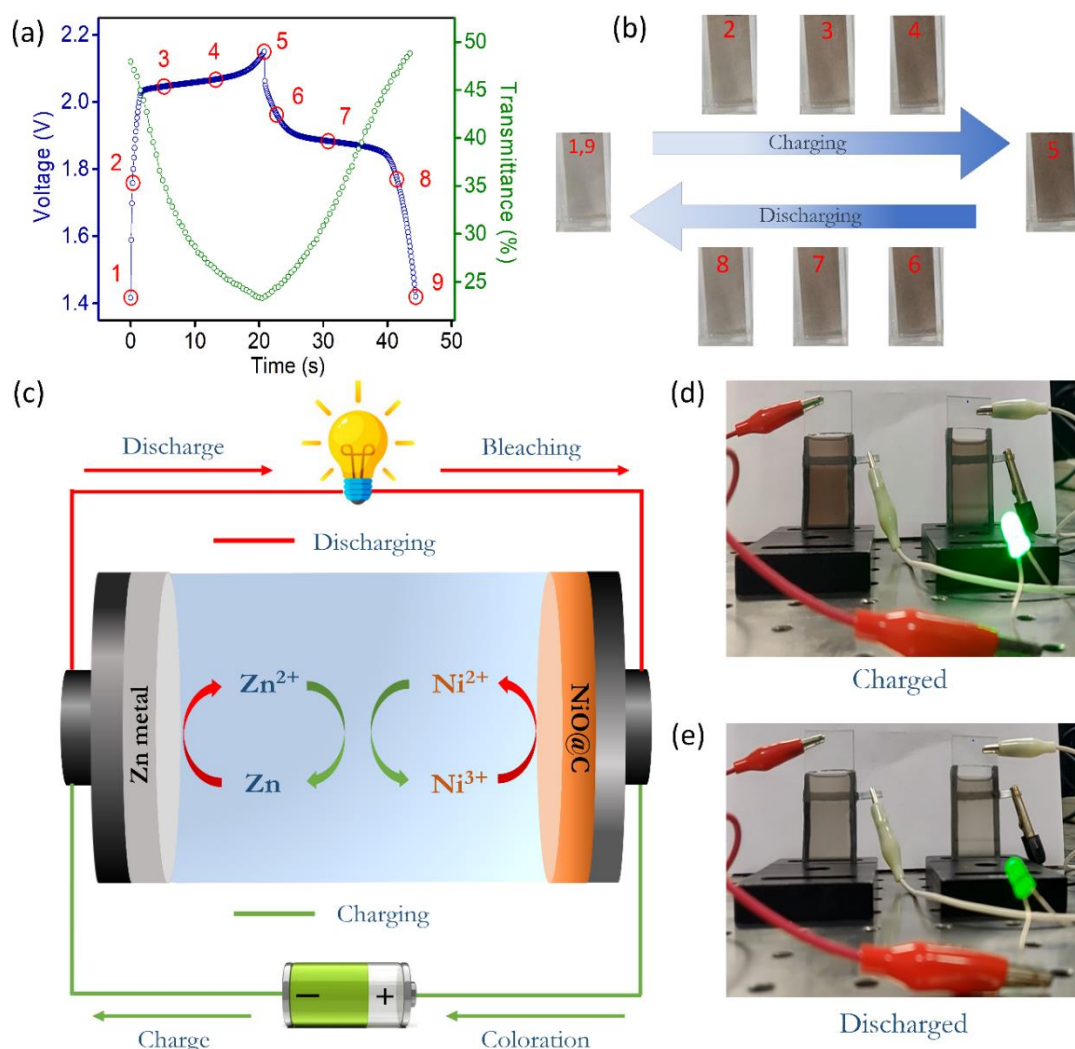 (a)
2.2
2.0
1.8
1.6
1.4
Voltage (V)
50
45
40
35
30
25
Transmittance (%)
1
2
3
4
5
6
7
8
9
0 10 20 30 40 50
Time (s)
(b)
2 3 4
Charging
1,9
5
Discharging
8 7 6
(c)
Discharge
Bleaching
Discharging
Zn metal
Zn2+
Ni2+
Zn
Ni3+
NiO@C
Charging
− +
Charge
Coloration
(d)
Charged
(e)
Discharged